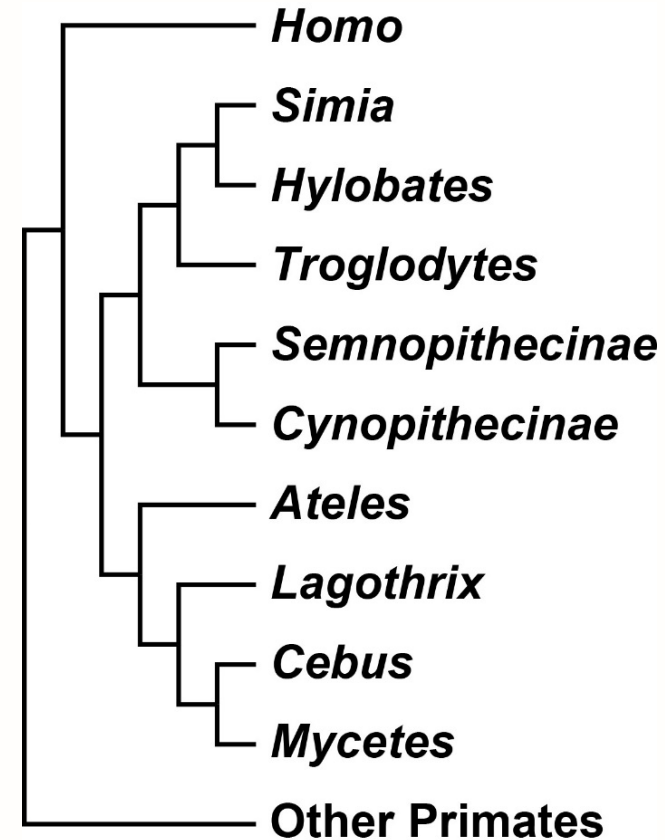 Homo
Simia
Hylobates
Troglodytes
Semnopithecinae
Cynopithecinae
Ateles
Lagothrix
Cebus
Mycetes
Other Primates